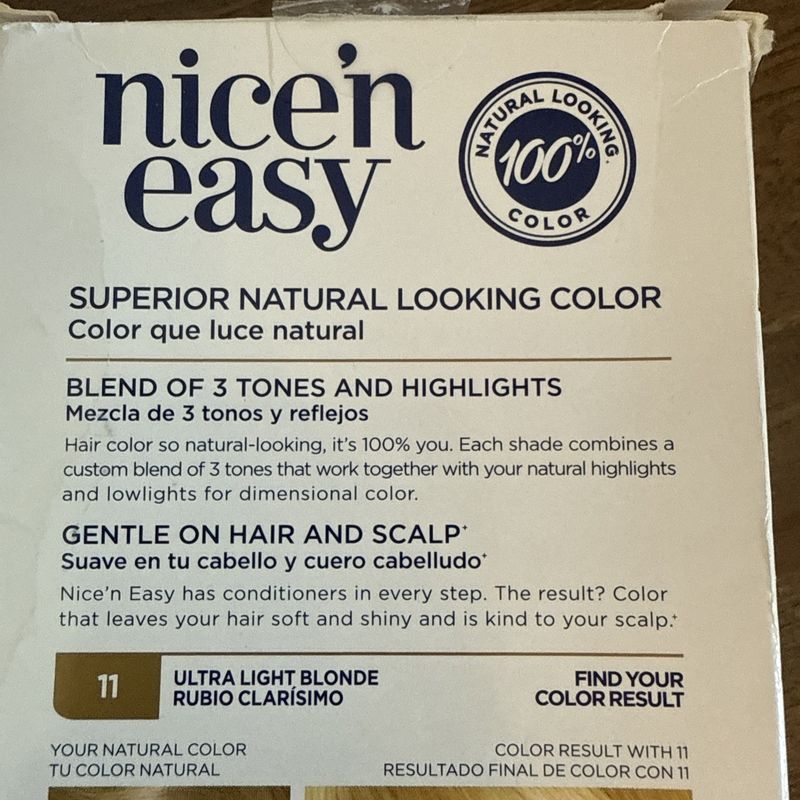 nice'n
easy
NATURAL LOOKING.
100%
COLOR
SUPERIOR NATURAL LOOKING COLOR
Color que luce natural
BLEND OF 3 TONES AND HIGHLIGHTS
Mezcla de 3 tonos y reflejos
Hair color so natural-looking, it's 100% you. Each shade combines a
custom blend of 3 tones that work together with your natural highlights
and lowlights for dimensional color.
GENTLE ON HAIR AND SCALP⁺
Suave en tu cabello y cuero cabelludo⁺
Nice'n Easy has conditioners in every step. The result? Color
that leaves your hair soft and shiny and is kind to your scalp.⁺
11
ULTRA LIGHT BLONDE
RUBIO CLARÍSIMO
FIND YOUR
COLOR RESULT
YOUR NATURAL COLOR
TU COLOR NATURAL
COLOR RESULT WITH 11
RESULTADO FINAL DE COLOR CON 11